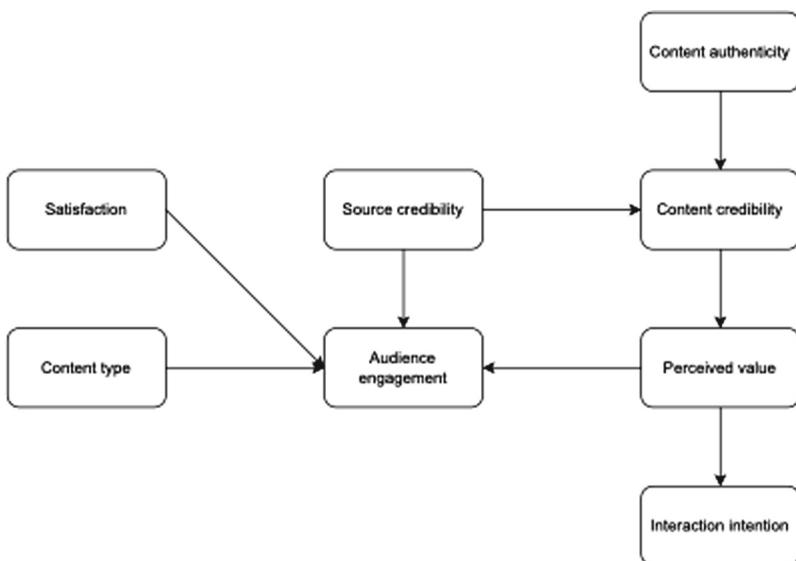 Content authenticity
Satisfaction
Source credibility
Content credibility
Content type
Audience
engagement
Perceived value
Interaction intention